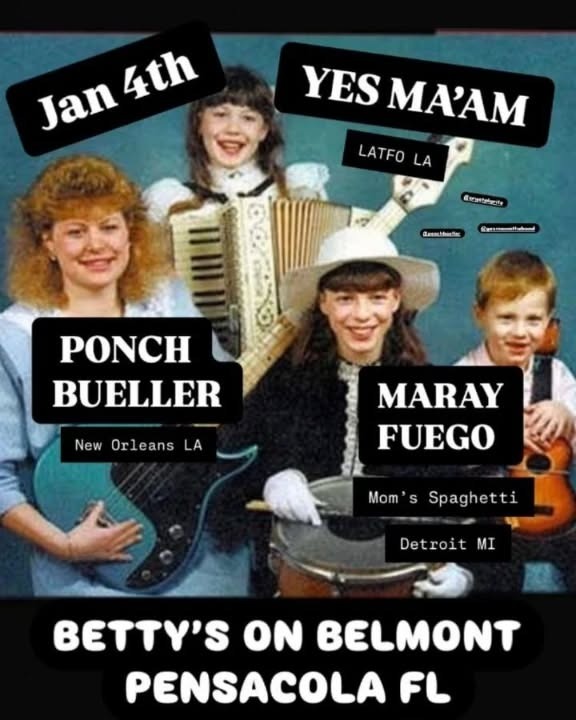 Jan 4th
YES MA'AM
LATFO LA
@ponchbueller
PONCH
BUELLER
New Orleans LA
MARAY
FUEGO
Mom's Spaghetti
Detroit MI
BETTY'S ON BELMONT
PENSACOLA FL